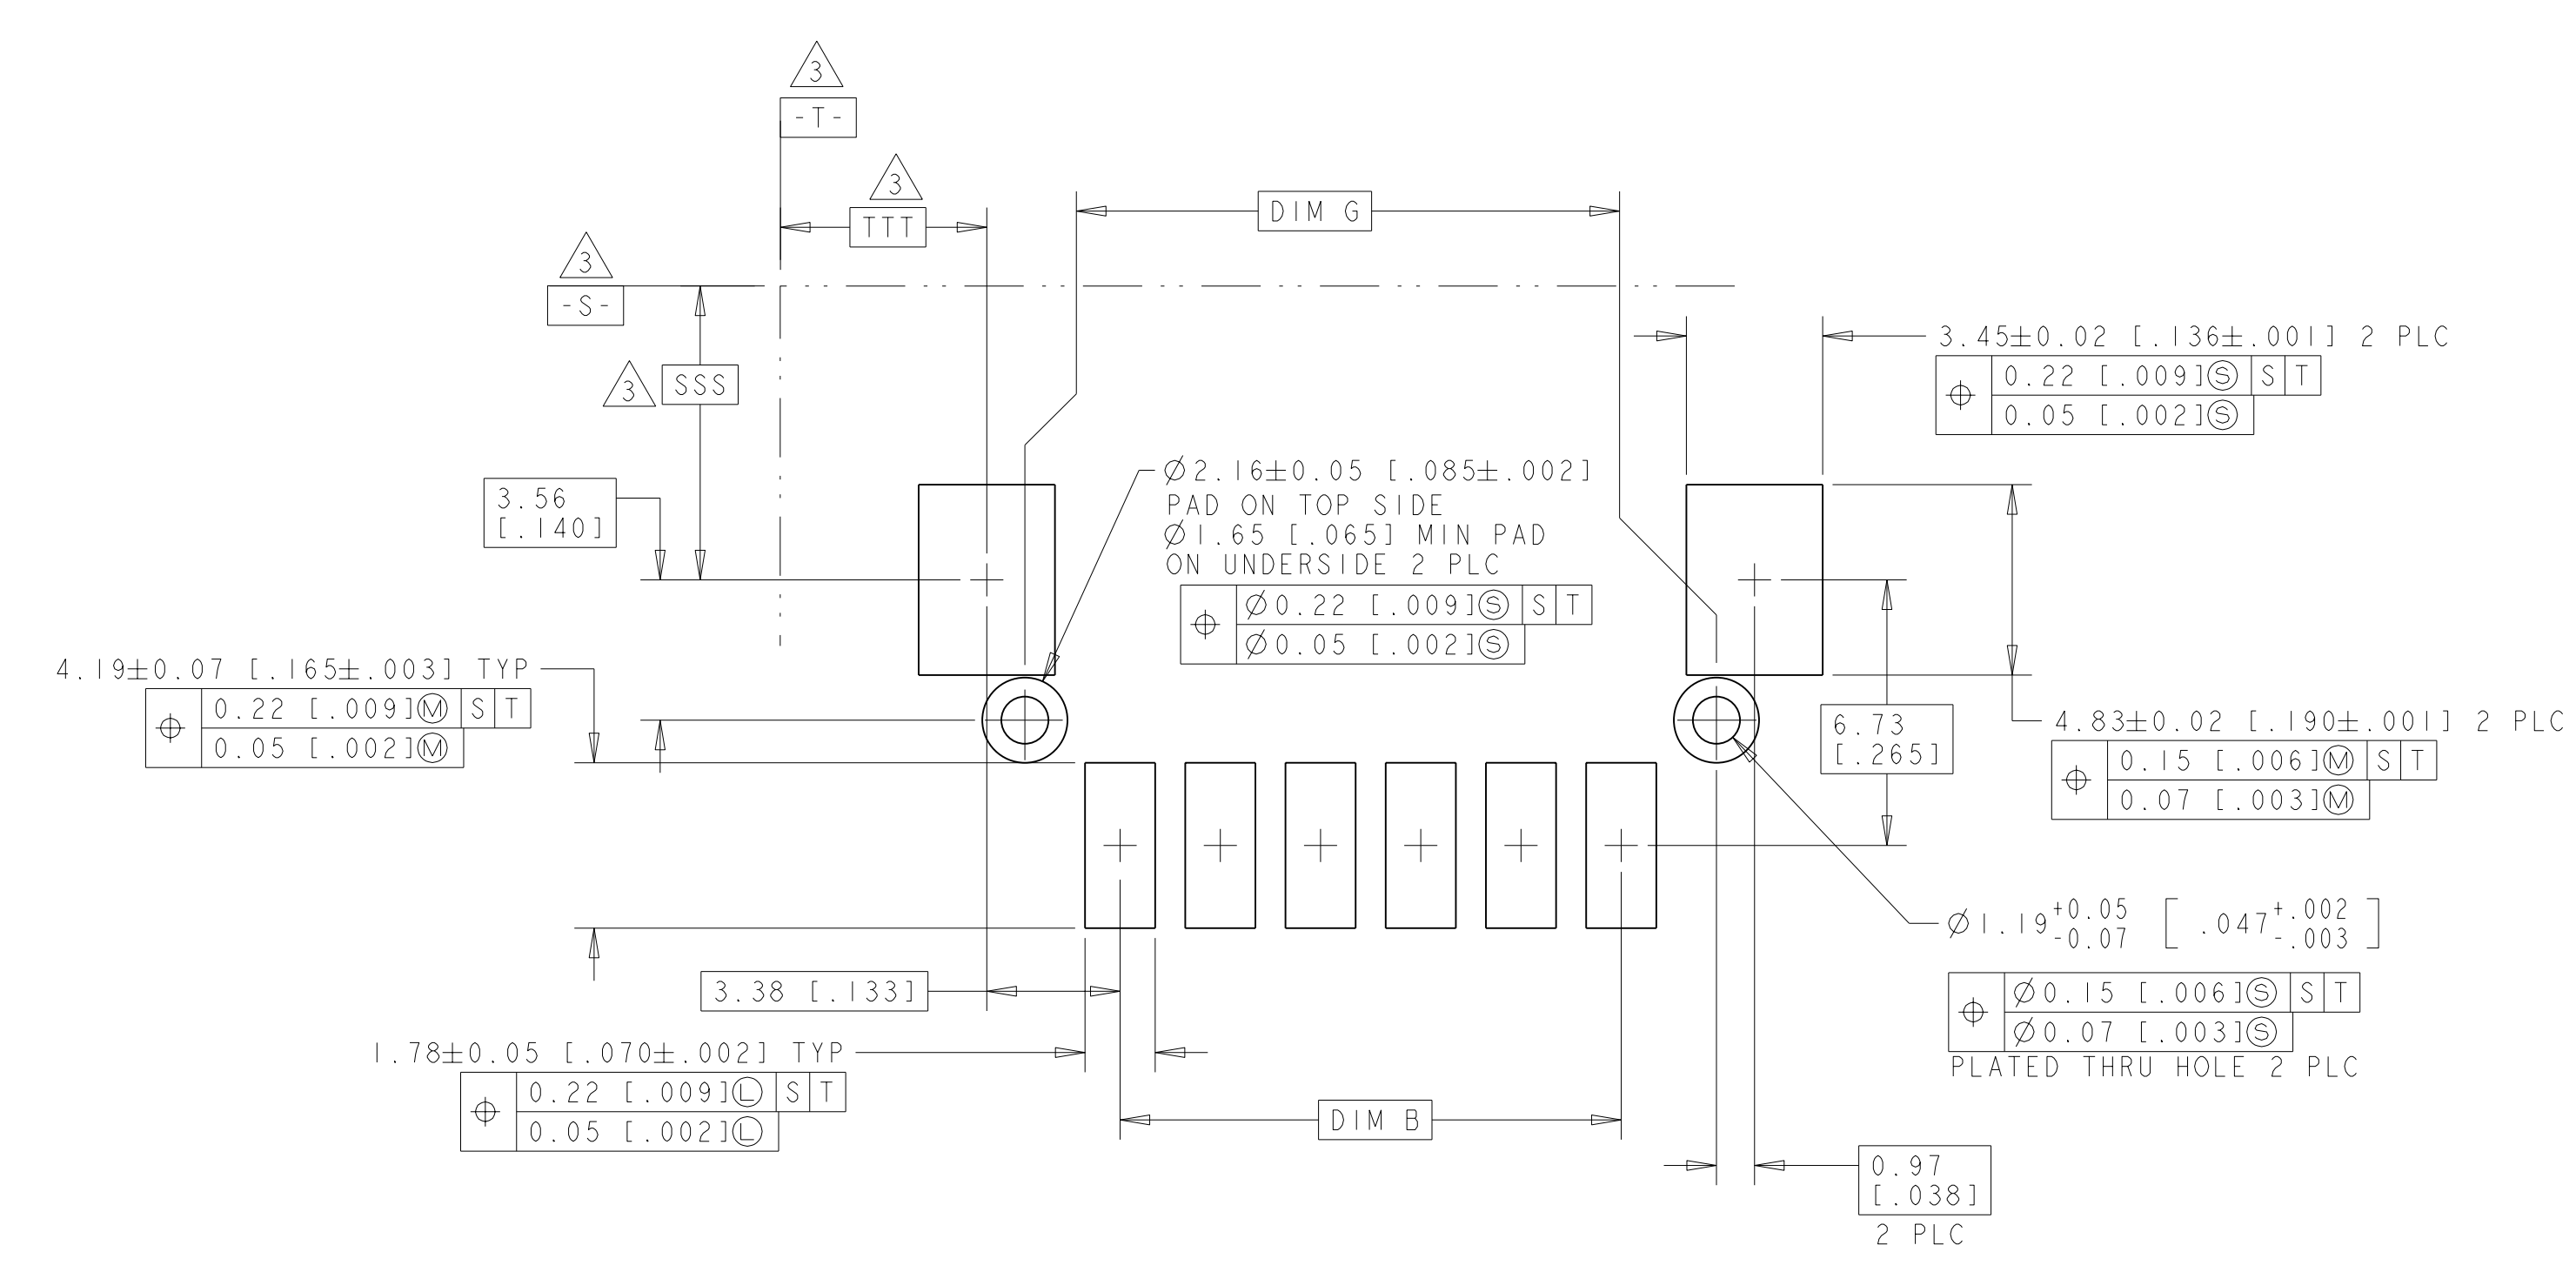 3
-T-
3
TTT
DIM G
3
-S-
3
SSS
3.45±0.02 [.136±.001] 2 PLC
⌖ 0.22 [.009]Ⓢ S T
0.05 [.002]Ⓢ
3.56
[.140]
Ø2.16±0.05 [.085±.002]
PAD ON TOP SIDE
Ø1.65 [.065] MIN PAD
ON UNDERSIDE 2 PLC
⌖ Ø0.22 [.009]Ⓢ S T
Ø0.05 [.002]Ⓢ
4.19±0.07 [.165±.003] TYP
⌖ 0.22 [.009]Ⓜ S T
0.05 [.002]Ⓜ
6.73
[.265]
4.83±0.02 [.190±.001] 2 PLC
⌖ 0.15 [.006]Ⓜ S T
0.07 [.003]Ⓜ
Ø1.19 +0.05 -0.07 [ .047 +.002 -.003 ]
⌖ Ø0.15 [.006]Ⓢ S T
Ø0.07 [.003]Ⓢ
PLATED THRU HOLE 2 PLC
3.38 [.133]
1.78±0.05 [.070±.002] TYP
⌖ 0.22 [.009]Ⓛ S T
0.05 [.002]Ⓛ
DIM B
0.97
[.038]
2 PLC